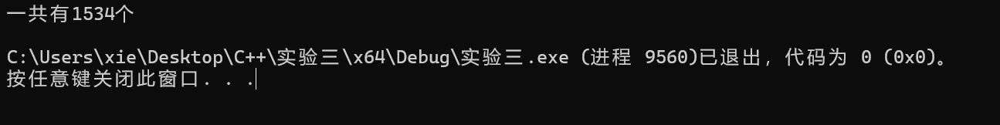 一共有1534个
C:\Users\xie\Desktop\C++\实验三\x64\Debug\实验三.exe (进程 9560)已退出，代码为 0 (0x0)。
按任意键关闭此窗口. . .